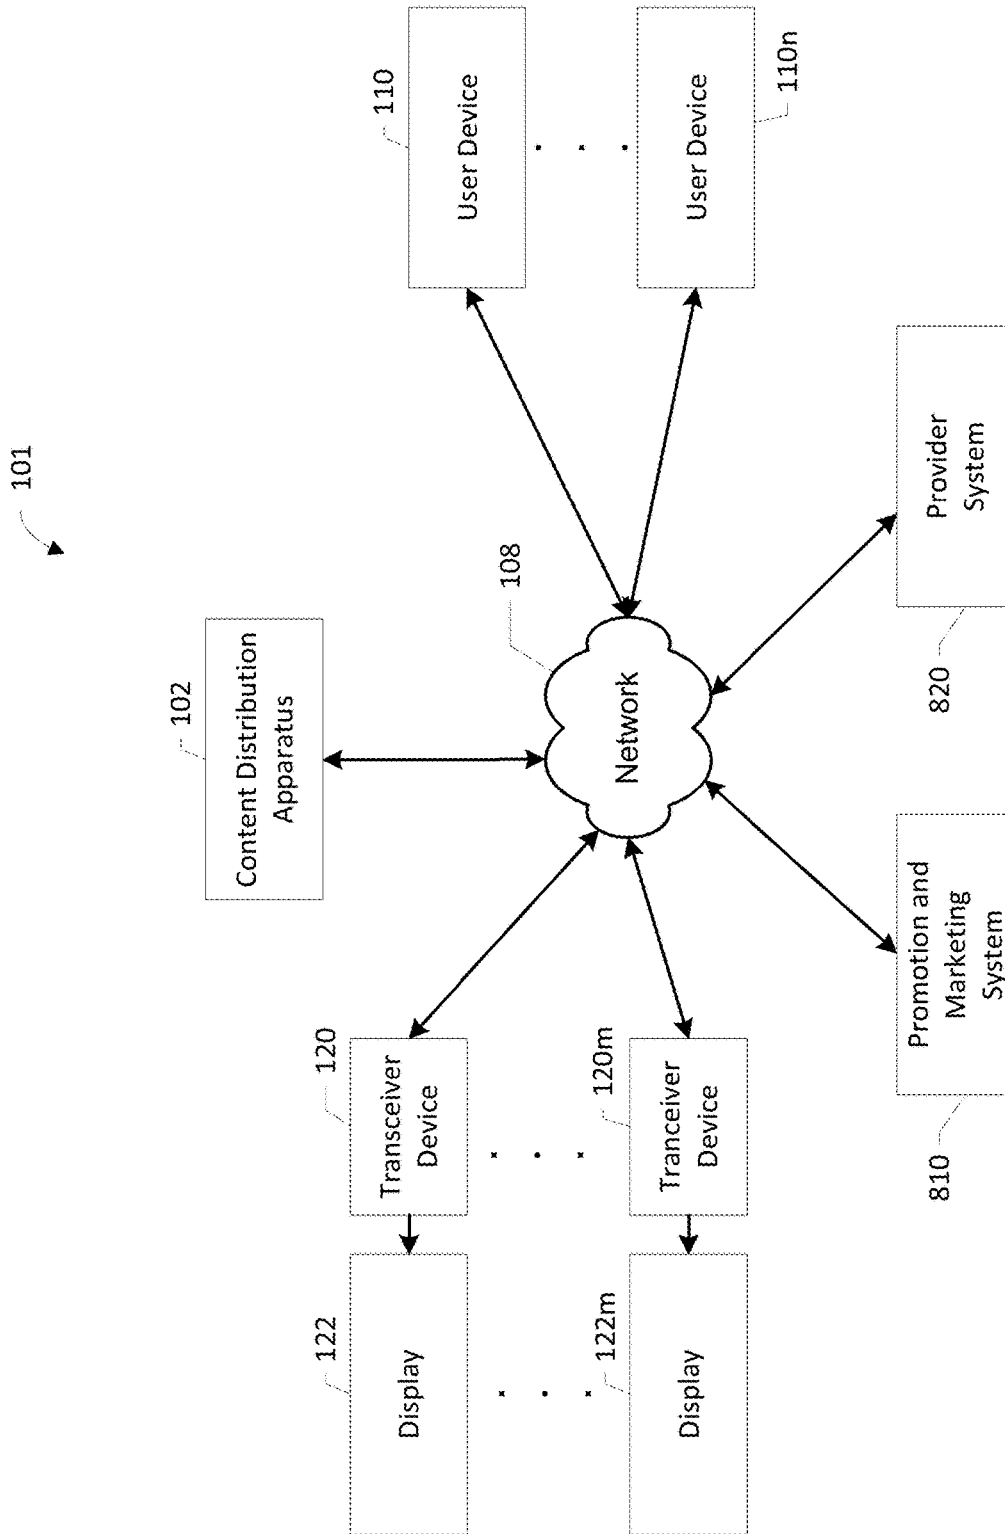 101
102
Content Distribution
Apparatus
122
Display
120
Transceiver
Device
108
Network
110
User Device
122m
Display
120m
Tranceiver
Device
User Device
110n
810
Promotion and
Marketing
System
820
Provider
System